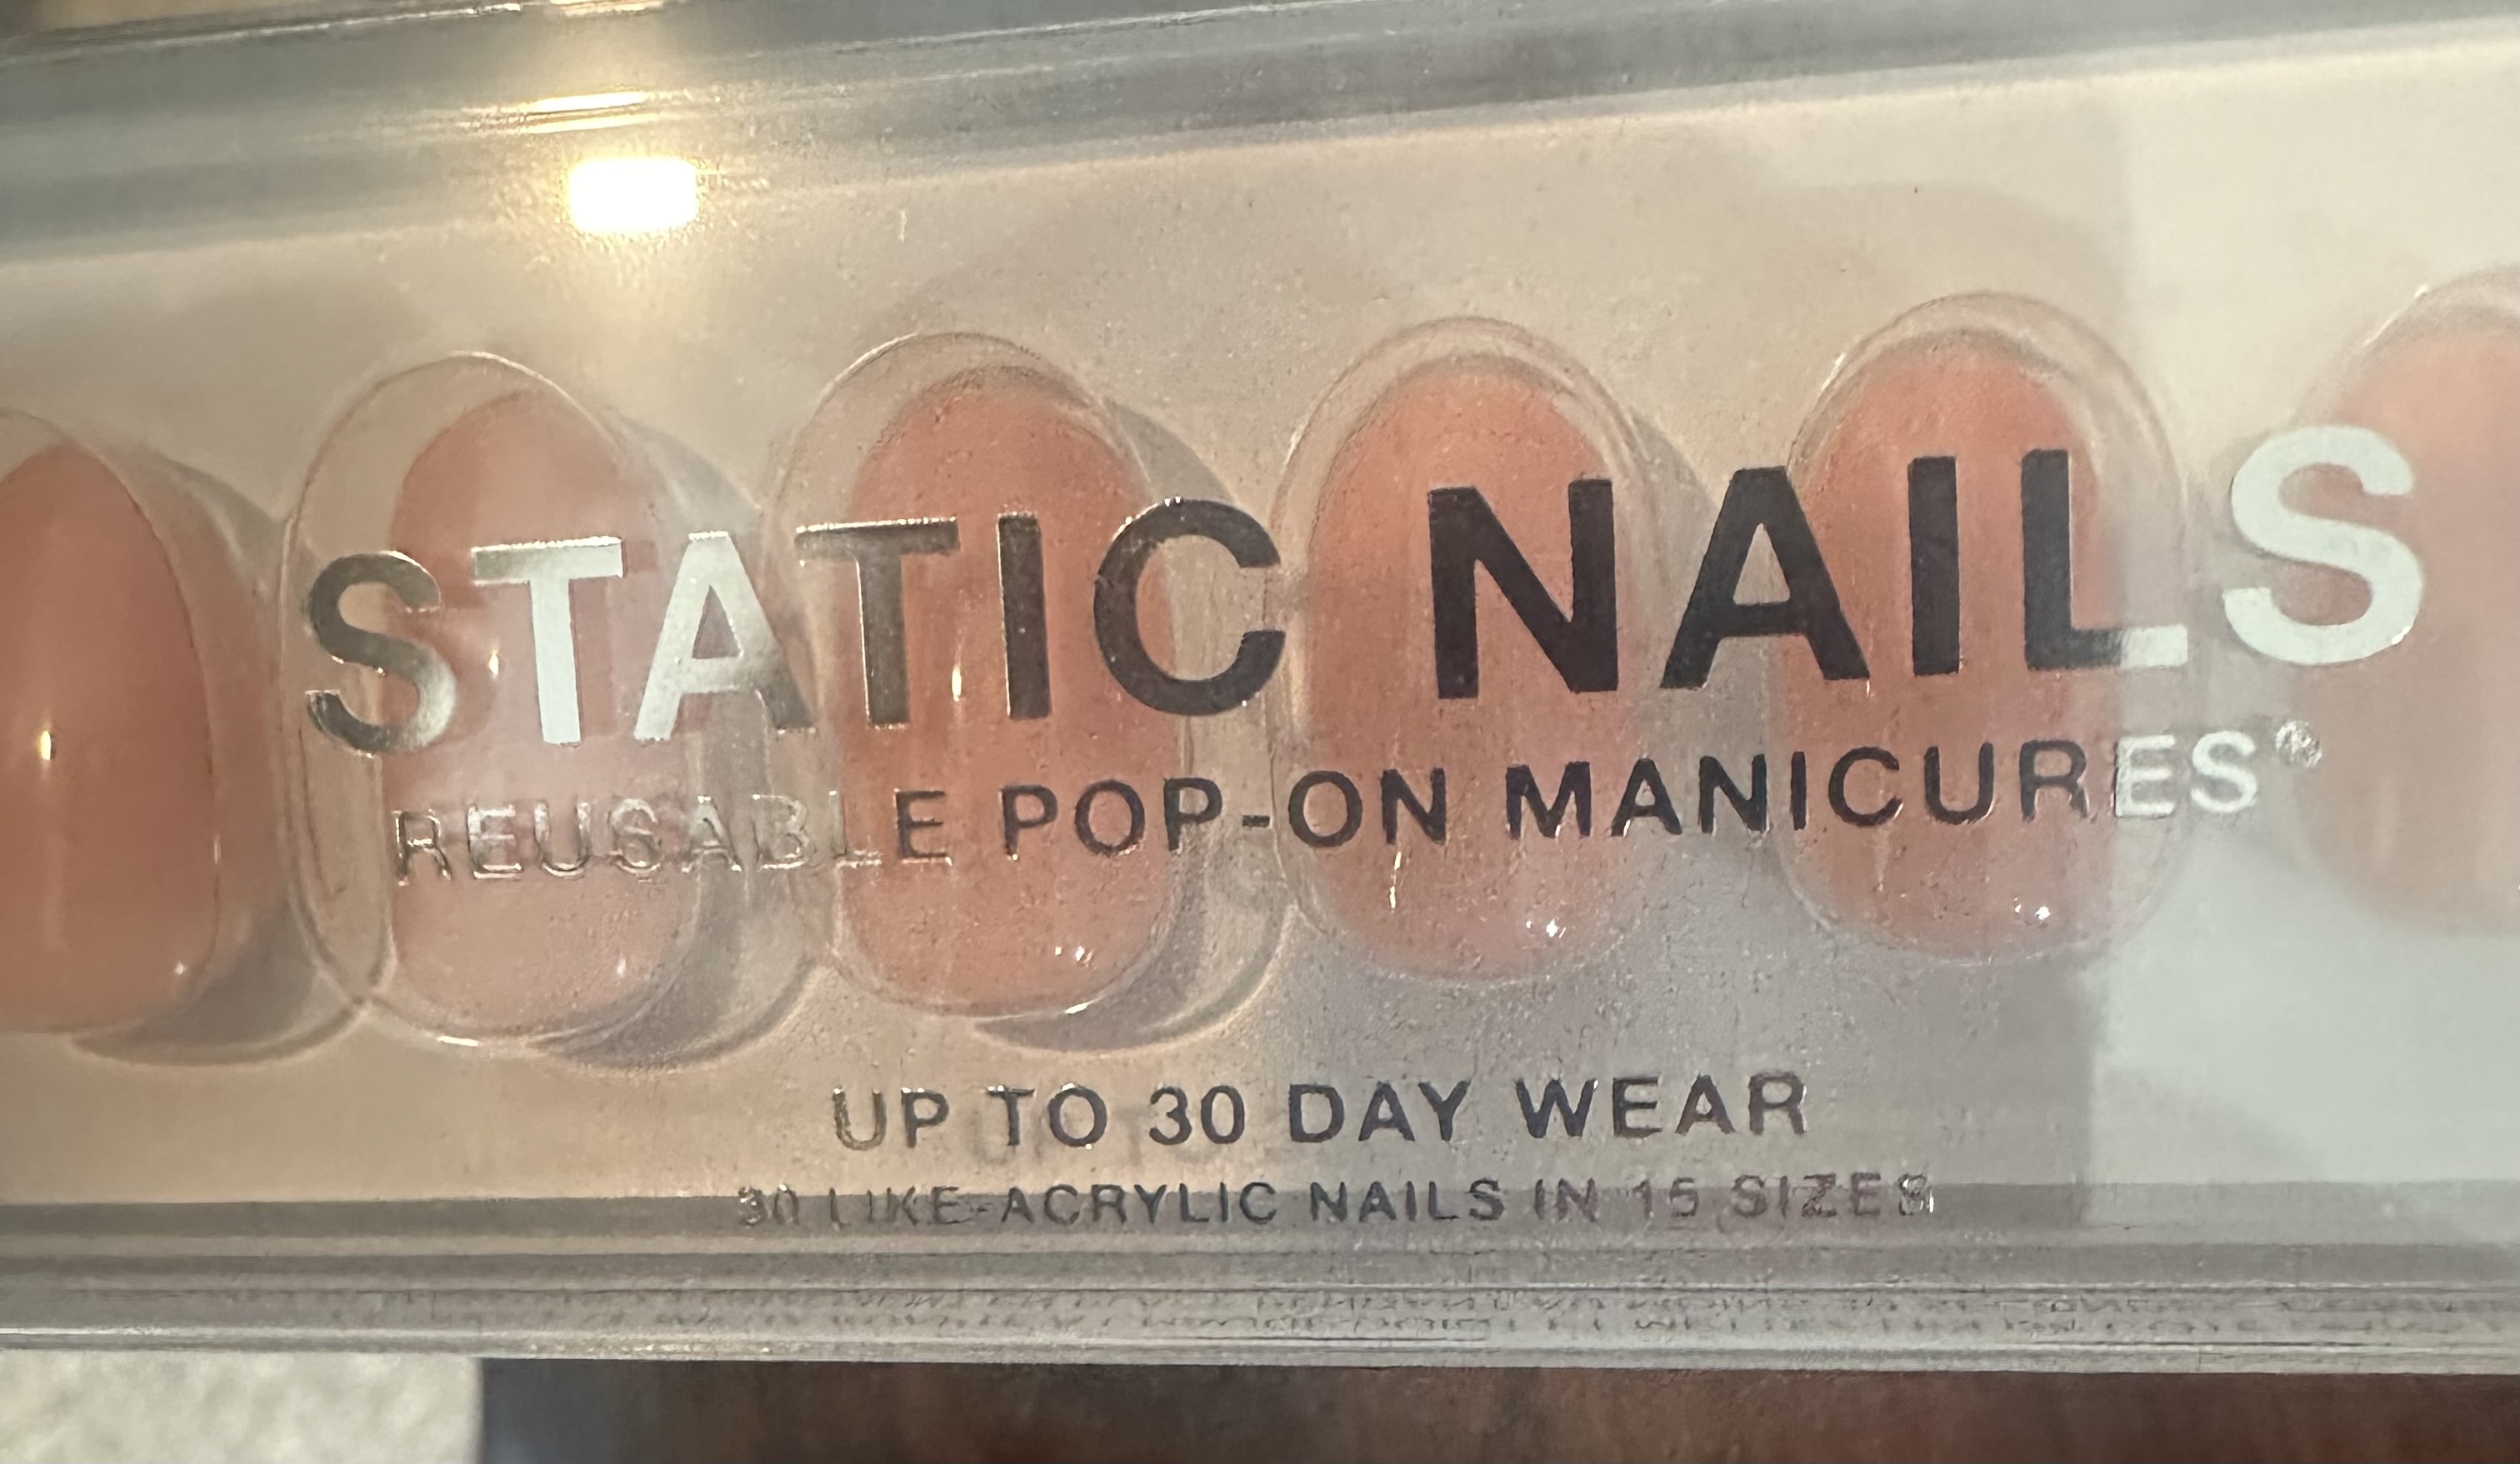 STATIC NAILS
REUSABLE POP-ON MANICURES®
UP TO 30 DAY WEAR
30 LIKE-ACRYLIC NAILS IN 15 SIZES